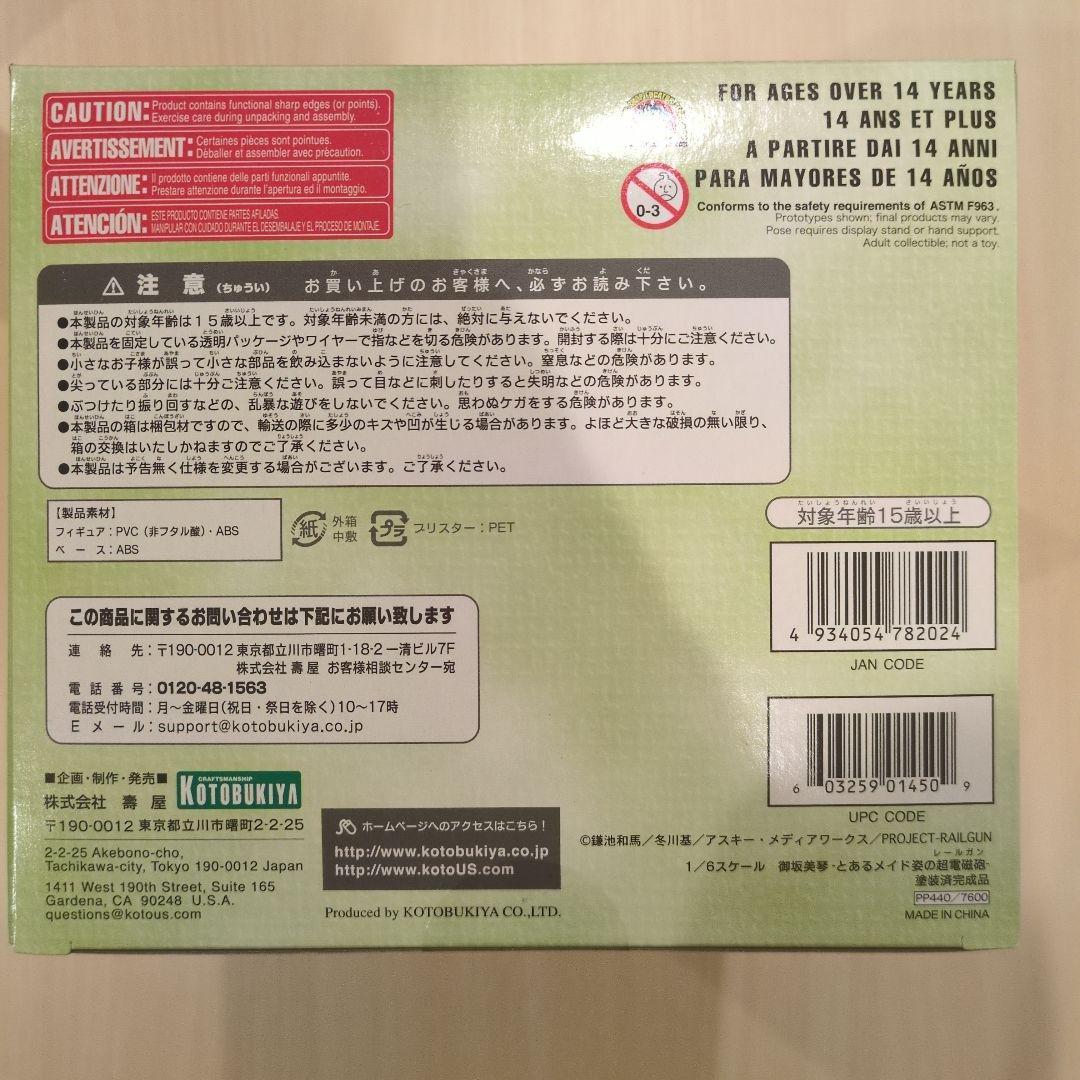 CAUTION: Product contains functional sharp edges (or points).
Exercise care during unpacking and assembly.
AVERTISSEMENT: Certaines pièces sont pointues.
Déballer et assembler avec précaution.
ATTENZIONE: Il prodotto contiene delle parti funzionali appuntite.
Prestare attenzione durante l'apertura ed il montaggio.
ATENCIÓN: ESTE PRODUCTO CONTIENE PARTES AFILADAS.
MANIPULAR CON CUIDADO DURANTE EL DESEMBALAJE Y EL PROCESO DE MONTAJE.
FOR AGES OVER 14 YEARS
14 ANS ET PLUS
A PARTIRE DAI 14 ANNI
PARA MAYORES DE 14 AÑOS
0-3
Conforms to the safety requirements of ASTM F963.
Prototypes shown; final products may vary.
Pose requires display stand or hand support.
Adult collectible; not a toy.
注意(ちゅうい) お買い上げのお客様へ、必ずお読み下さい。
●本製品の対象年齢は15歳以上です。対象年齢未満の方には、絶対に与えないでください。
●本製品を固定している透明パッケージやワイヤーで指などを切る危険があります。開封する際は十分にご注意ください。
●小さなお子様が誤って小さな部品を飲み込まないように注意してください。窒息などの危険があります。
●尖っている部分には十分ご注意ください。誤って目などに刺したりすると失明などの危険があります。
●ぶつけたり振り回すなどの、乱暴な遊びをしないでください。思わぬケガをする危険があります。
●本製品の箱は梱包材ですので、輸送の際に多少のキズや凹が生じる場合があります。よほど大きな破損の無い限り、
箱の交換はいたしかねますのでご了承ください。
●本製品は予告無く仕様を変更する場合がございます。ご了承ください。
【製品素材】
フィギュア:PVC(非フタル酸)・ABS
ベース:ABS
紙 外箱
中敷
プラ ブリスター:PET
たいしょうねんれい さいいじょう
対象年齢15歳以上
4 934054 782024
JAN CODE
6 03259 01450 9
UPC CODE
この商品に関するお問い合わせは下記にお願い致します
連絡先:〒190-0012 東京都立川市曙町1-18-2 一清ビル7F
株式会社 壽屋 お客様相談センター宛
電話番号:0120-48-1563
電話受付時間:月～金曜日(祝日・祭日を除く)10～17時
Eメール:support@kotobukiya.co.jp
■企画・制作・発売■
CRAFTSMANSHIP
KOTOBUKIYA
株式会社 壽屋
〒190-0012 東京都立川市曙町2-2-25
2-2-25 Akebono-cho,
Tachikawa-city, Tokyo 190-0012 Japan
1411 West 190th Street, Suite 165
Gardena, CA 90248 U.S.A.
questions@kotous.com
ホームページへのアクセスはこちら!
http://www.kotobukiya.co.jp
http://www.kotoUS.com
Produced by KOTOBUKIYA CO.,LTD.
©鎌池和馬/冬川基/アスキー・メディアワークス/PROJECT-RAILGUN
レールガン
1/6スケール 御坂美琴-とあるメイド姿の超電磁砲-
塗装済完成品
PP440/7600
MADE IN CHINA